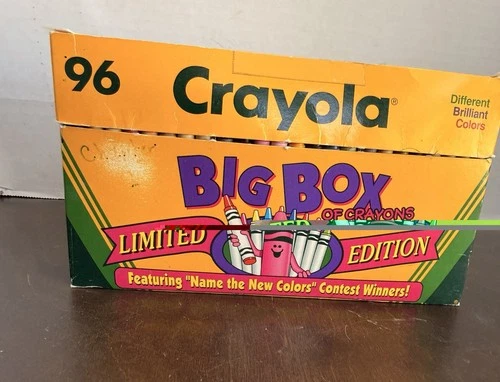 96
Crayola®
Different
Brilliant
Colors
BIG BOX
OF CRAYONS
LIMITED
EDITION
Featuring "Name the New Colors" Contest Winners!